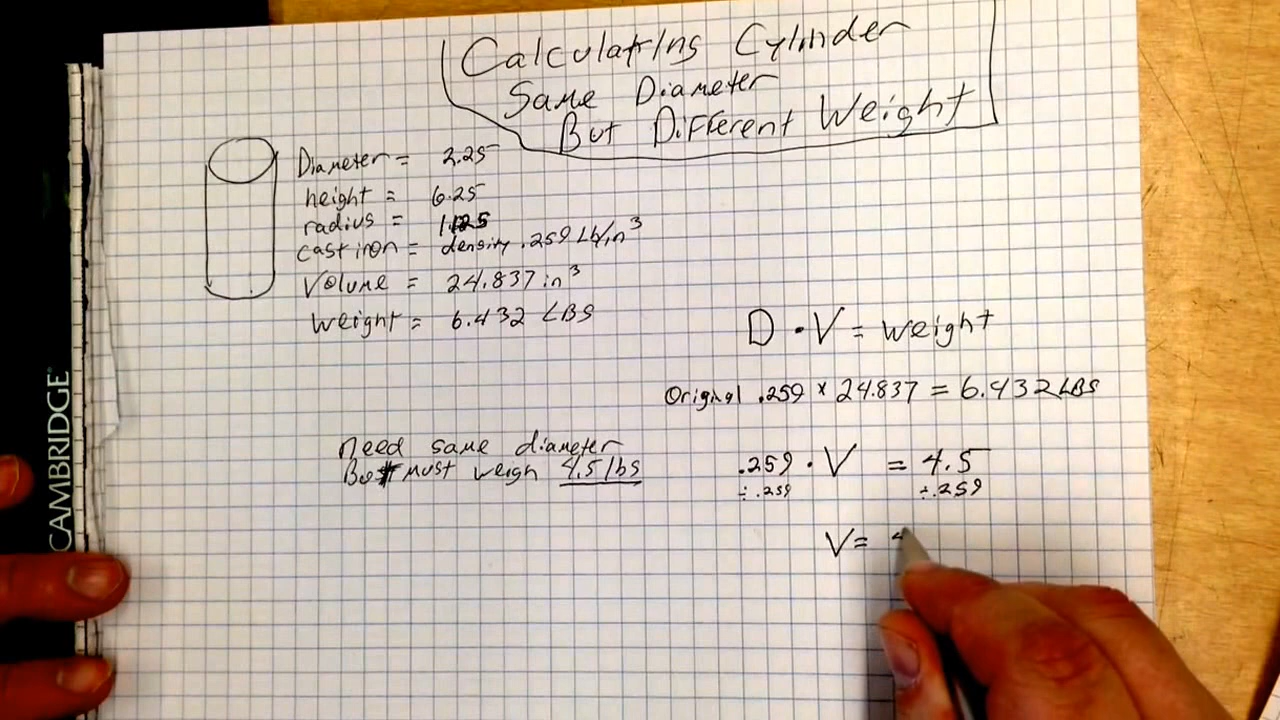 Calculating Cylinder
Same Diameter
But Different Weight
Diameter = 2.25
height = 6.25
radius = 1.125
cast iron = density .259 Lb/in³
Volume = 24.837 in³
weight = 6.432 LBS
D · V = weight
Original .259 × 24.837 = 6.432 LBS
Need same diameter
But must weigh 4.5 lbs
.259 · V = 4.5
÷ .259 ÷ .259
V = 4
CAMBRIDGE